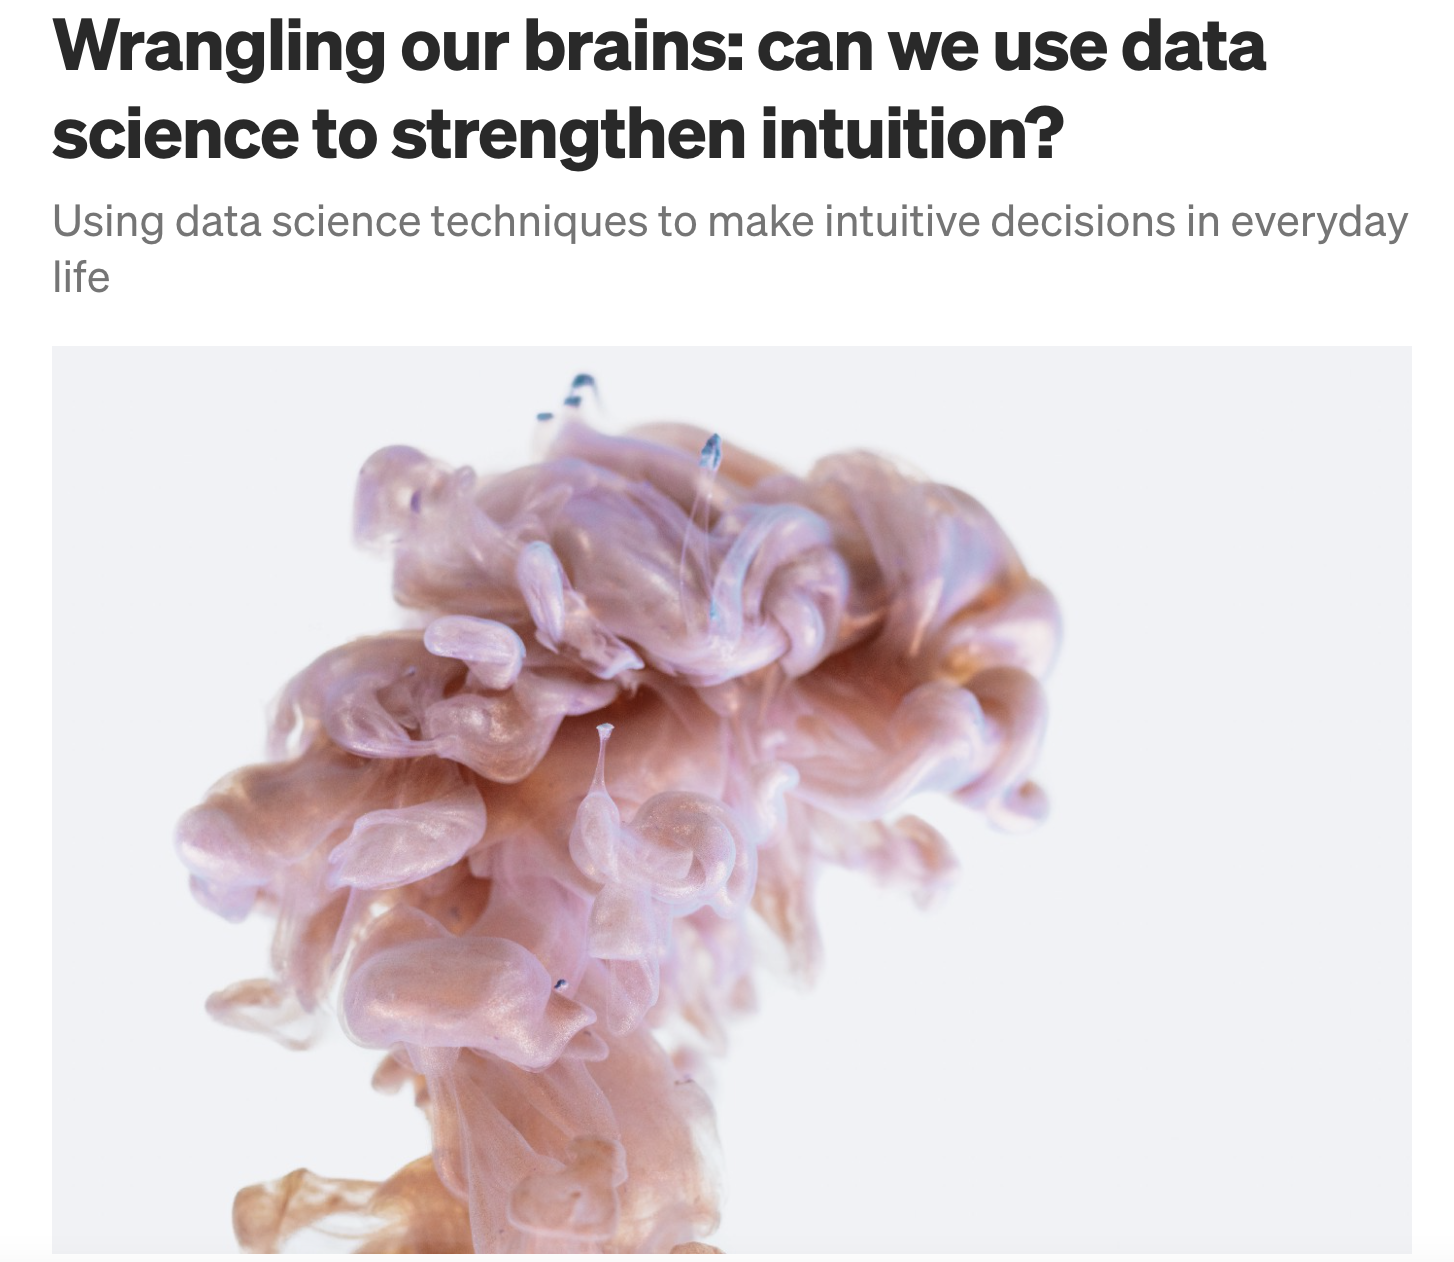 Wrangling our brains: can we use data
science to strengthen intuition?
Using data science techniques to make intuitive decisions in everyday
life